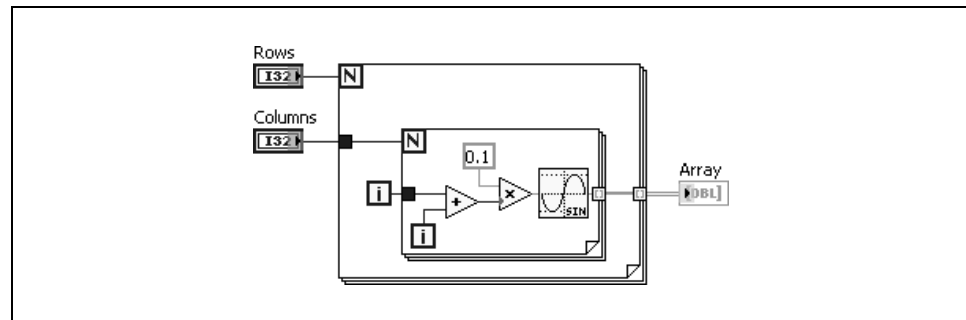 Rows
I32
N
Columns
I32
N
0.1
Array
i
+
x
SIN
DBL]
i